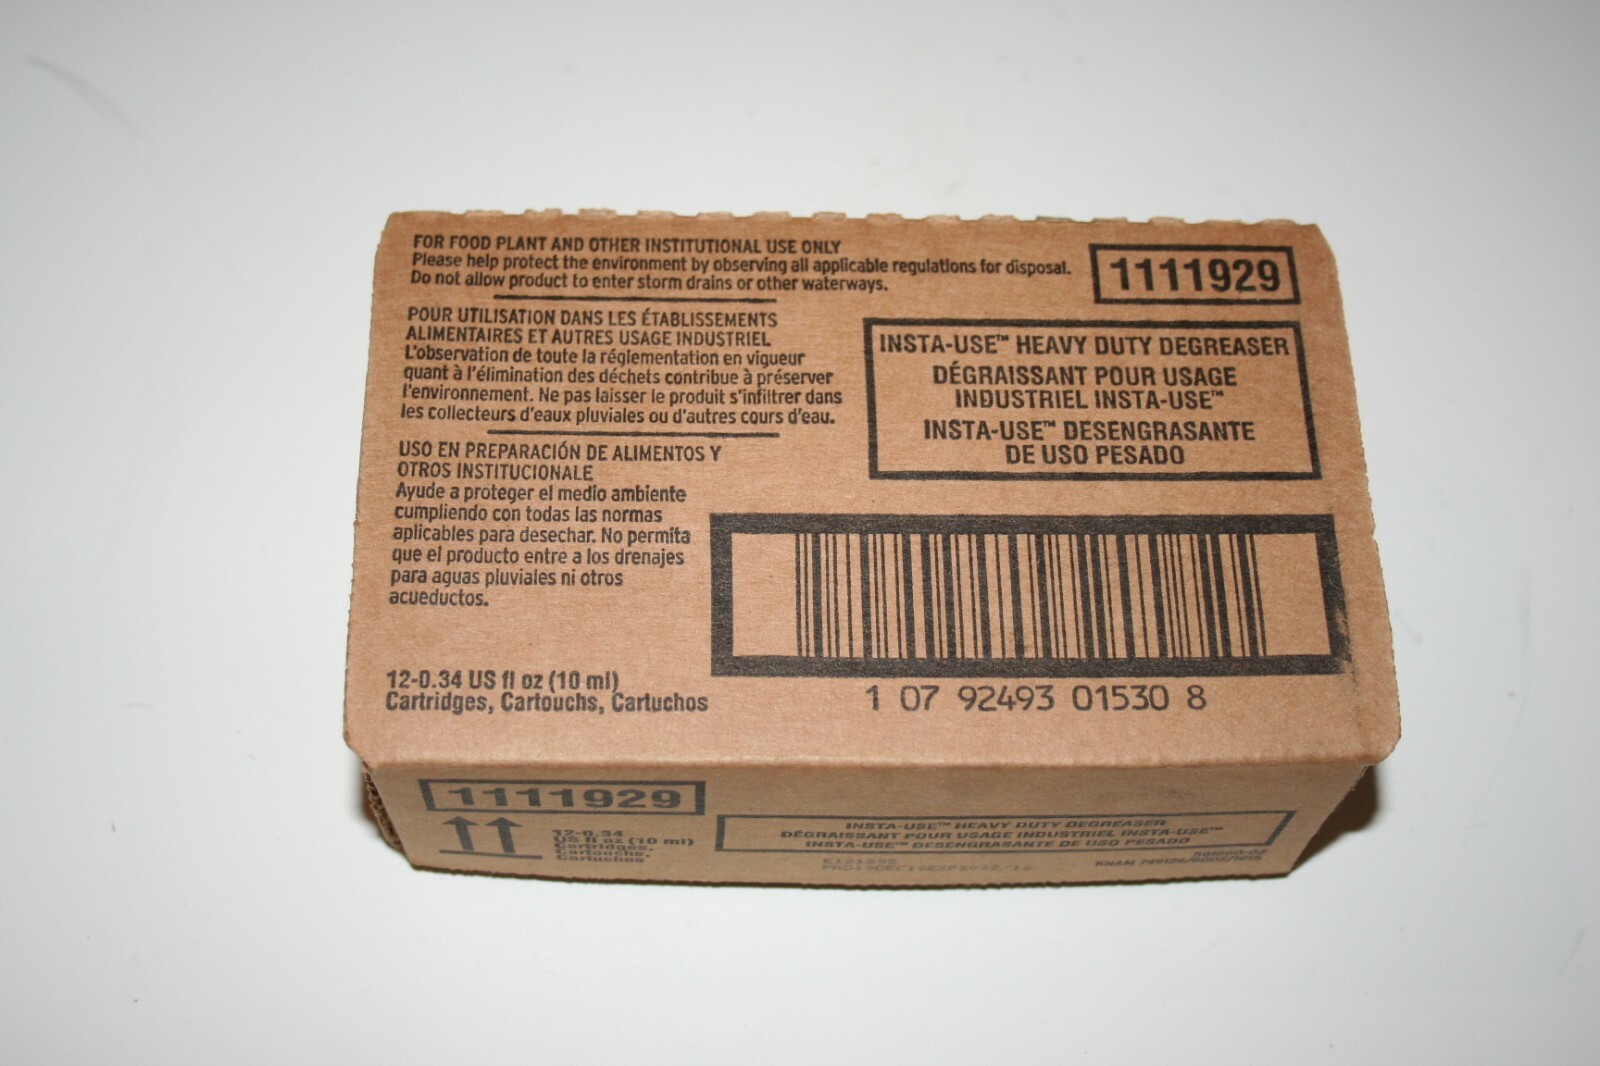 FOR FOOD PLANT AND OTHER INSTITUTIONAL USE ONLY
Please help protect the environment by observing all applicable regulations for disposal.
Do not allow product to enter storm drains or other waterways.
POUR UTILISATION DANS LES ÉTABLISSEMENTS
ALIMENTAIRES ET AUTRES USAGE INDUSTRIEL
L'observation de toute la réglementation en vigueur
quant à l'élimination des déchets contribue à préserver
l'environnement. Ne pas laisser le produit s'infiltrer dans
les collecteurs d'eaux pluviales ou d'autres cours d'eau.
USO EN PREPARACIÓN DE ALIMENTOS Y
OTROS INSTITUCIONALE
Ayude a proteger el medio ambiente
cumpliendo con todas las normas
aplicables para desechar. No permita
que el producto entre a los drenajes
para aguas pluviales ni otros
acueductos.
12-0.34 US fl oz (10 ml)
Cartridges, Cartouchs, Cartuchos
1111929
INSTA-USE™ HEAVY DUTY DEGREASER
DÉGRAISSANT POUR USAGE
INDUSTRIEL INSTA-USE™
INSTA-USE™ DESENGRASANTE
DE USO PESADO
1 07 92493 01530 8
1111929
12-0.34
US fl oz (10 ml)
Cartridges,
Cartouchs,
Cartuchos
INSTA-USE™ HEAVY DUTY DEGREASER
DÉGRAISSANT POUR USAGE INDUSTRIEL INSTA-USE™
INSTA-USE™ DESENGRASANTE DE USO PESADO